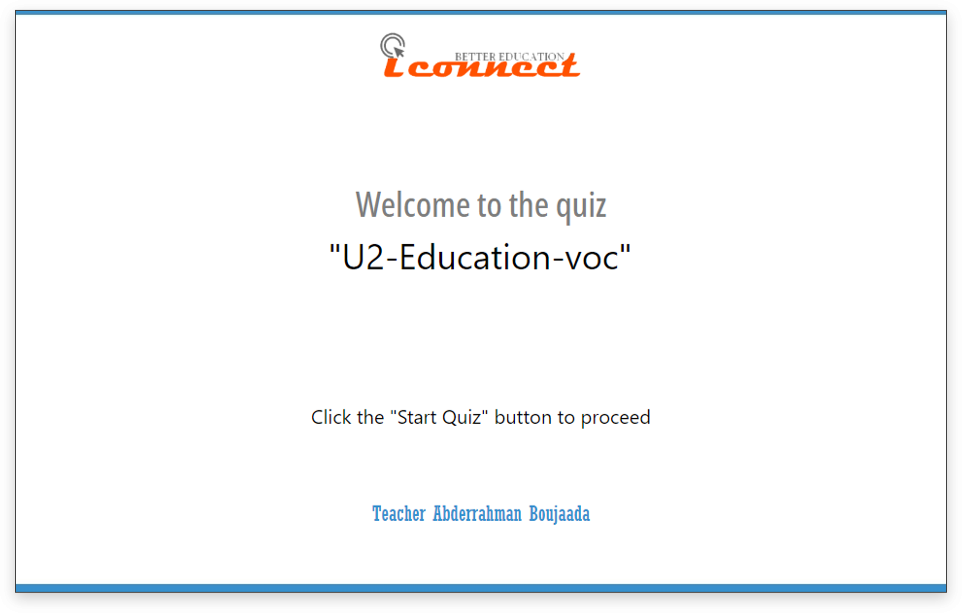 BETTER EDUCATION
iconnect
Welcome to the quiz
"U2-Education-voc"
Click the "Start Quiz" button to proceed
Teacher Abderrahman Boujaada